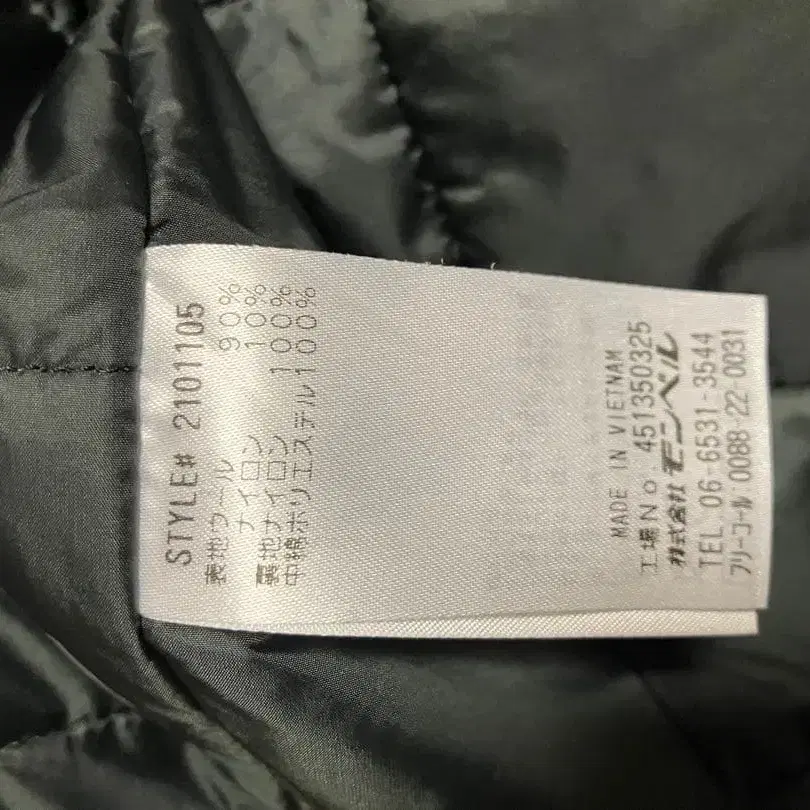 STYLE# 2101105
表地ウール 90%
ナイロン 10%
裏地ナイロン 100%
中綿ポリエステル100%
MADE IN VIETNAM
工場No. 451350325
株式会社 モンベル
TEL. 06-6531-3544
フリーコール 0088-22-0031